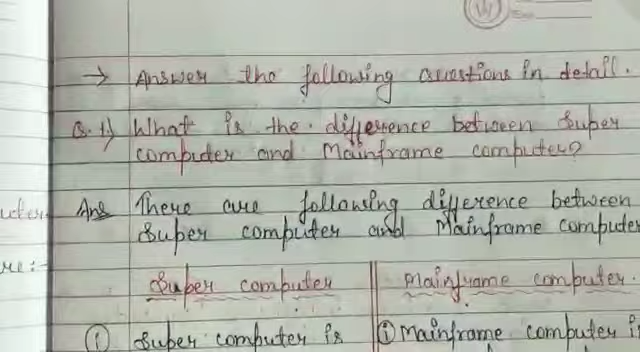 → Answer the following questions in detail.
Q.1) What is the difference between Super
computer and Mainframe computer?
Ans There are following difference between
Super computer and Mainframe computer
Super computer Mainframe computer.
① Super computer is ① Mainframe computer